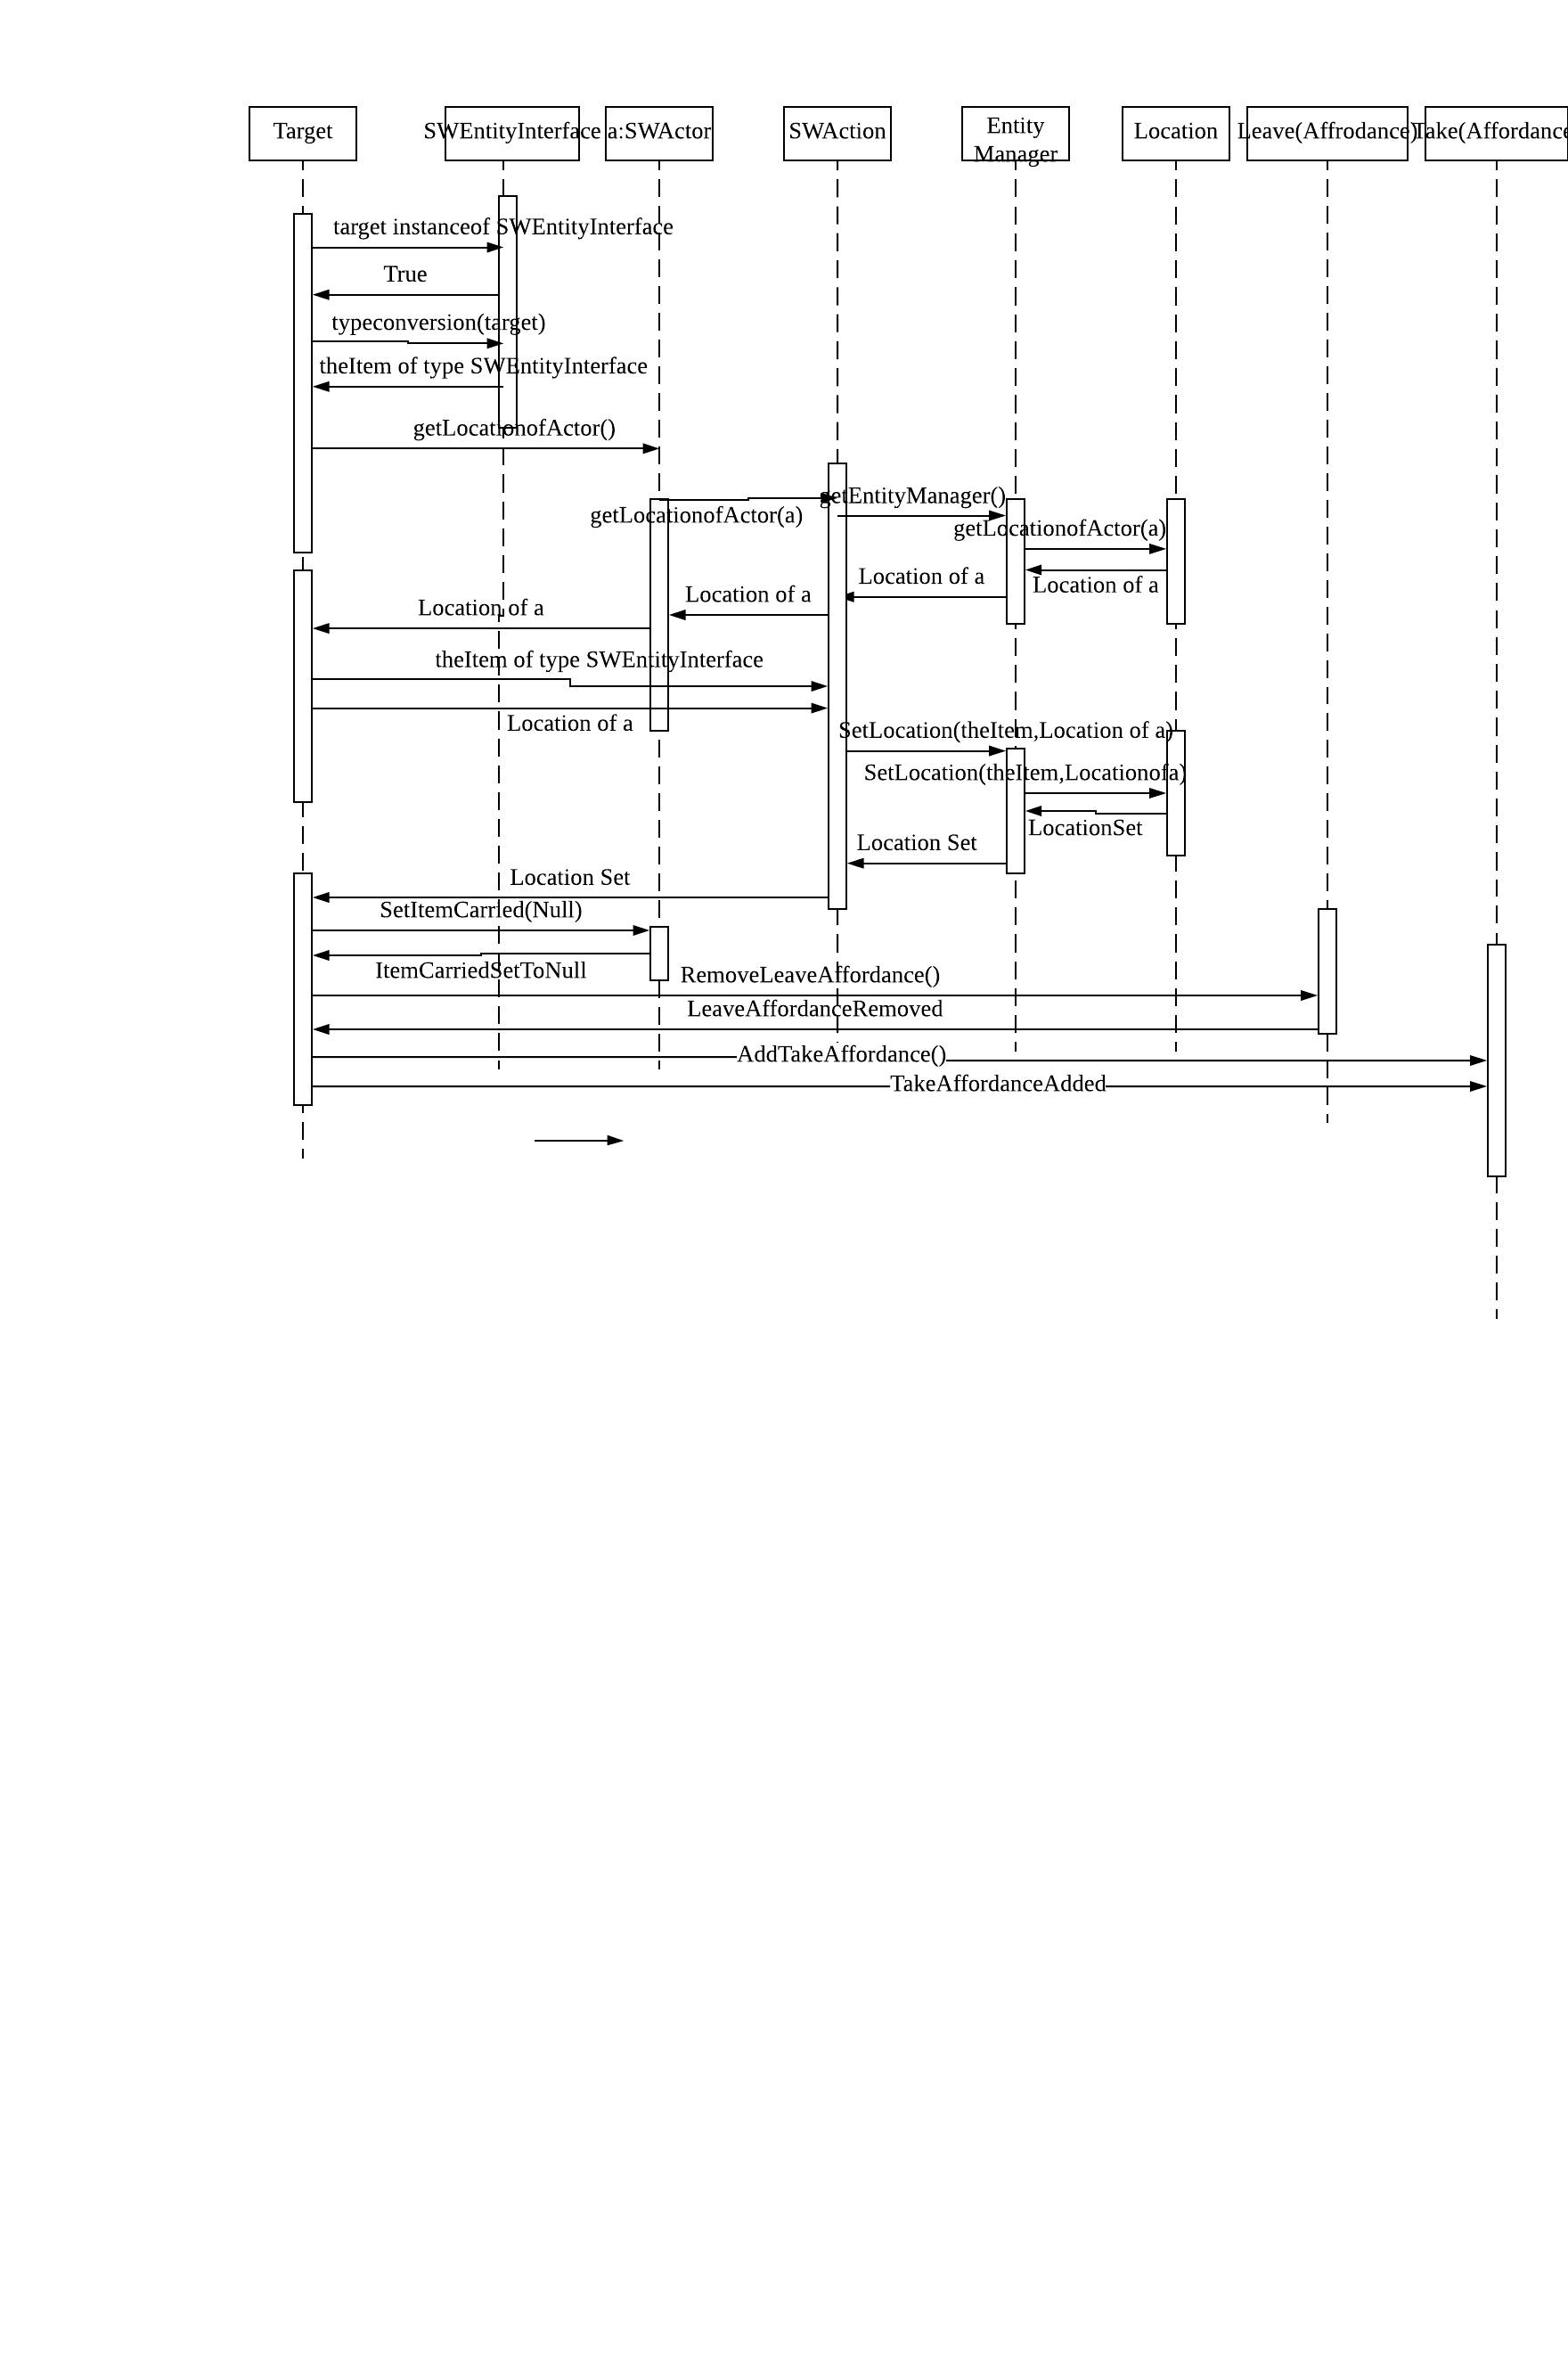 Target
SWEntityInterface
a:SWActor
SWAction
Entity
Manager
Location
Leave(Affrodance)
Take(Affordance
target instanceof SWEntityInterface
True
typeconversion(target)
theItem of type SWEntityInterface
getLocationofActor()
getEntityManager()
getLocationofActor(a)
getLocationofActor(a)
Location of a
Location of a
Location of a
Location of a
theItem of type SWEntityInterface
Location of a
SetLocation(theItem,Location of a)
SetLocation(theItem,Locationofa)
LocationSet
Location Set
Location Set
SetItemCarried(Null)
ItemCarriedSetToNull
RemoveLeaveAffordance()
LeaveAffordanceRemoved
AddTakeAffordance()
TakeAffordanceAdded